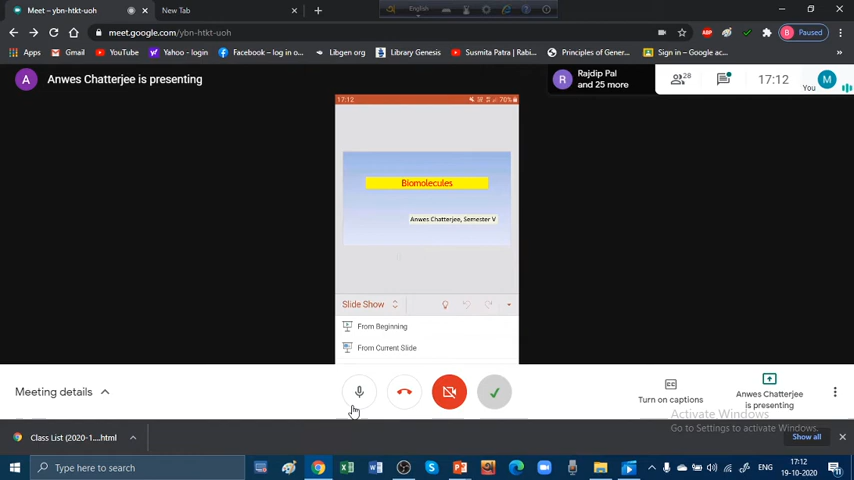 Meet – ybn-htkt-uoh
New Tab
English
meet.google.com/ybn-htkt-uoh
ABP
B
Paused
Apps
Gmail
YouTube
Yahoo - login
Facebook – log in o...
Libgen org
Library Genesis
Susmita Patra | Rabi...
Principles of Gener...
Sign in – Google ac...
A
Anwes Chatterjee is presenting
R
Rajdip Pal
and 25 more
28
17:12
You
M
17:12
70%
Biomolecules
Anwes Chatterjee, Semester V
Slide Show
From Beginning
From Current Slide
Meeting details
Turn on captions
Anwes Chatterjee
is presenting
Activate Windows
Go to Settings to activate Windows.
Class List (2020-1....html
Show all
Type here to search
ENG
17:12
19-10-2020